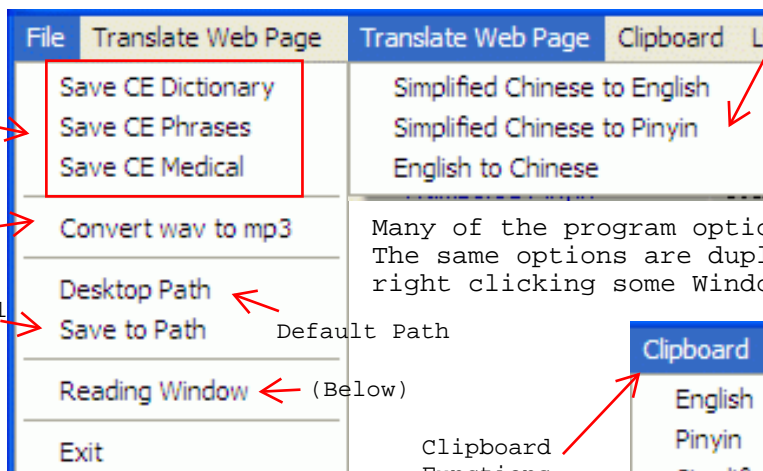 File Translate Web Page
Save CE Dictionary
Save CE Phrases
Save CE Medical
Convert wav to mp3
Desktop Path
Save to Path
Default Path
Reading Window
(Below)
Exit
Translate Web Page Clipboard
Simplified Chinese to English
Simplified Chinese to Pinyin
English to Chinese
Many of the program
The same options are
right clicking some
Clipboard
English
Pinyin
Clipboard
Functions